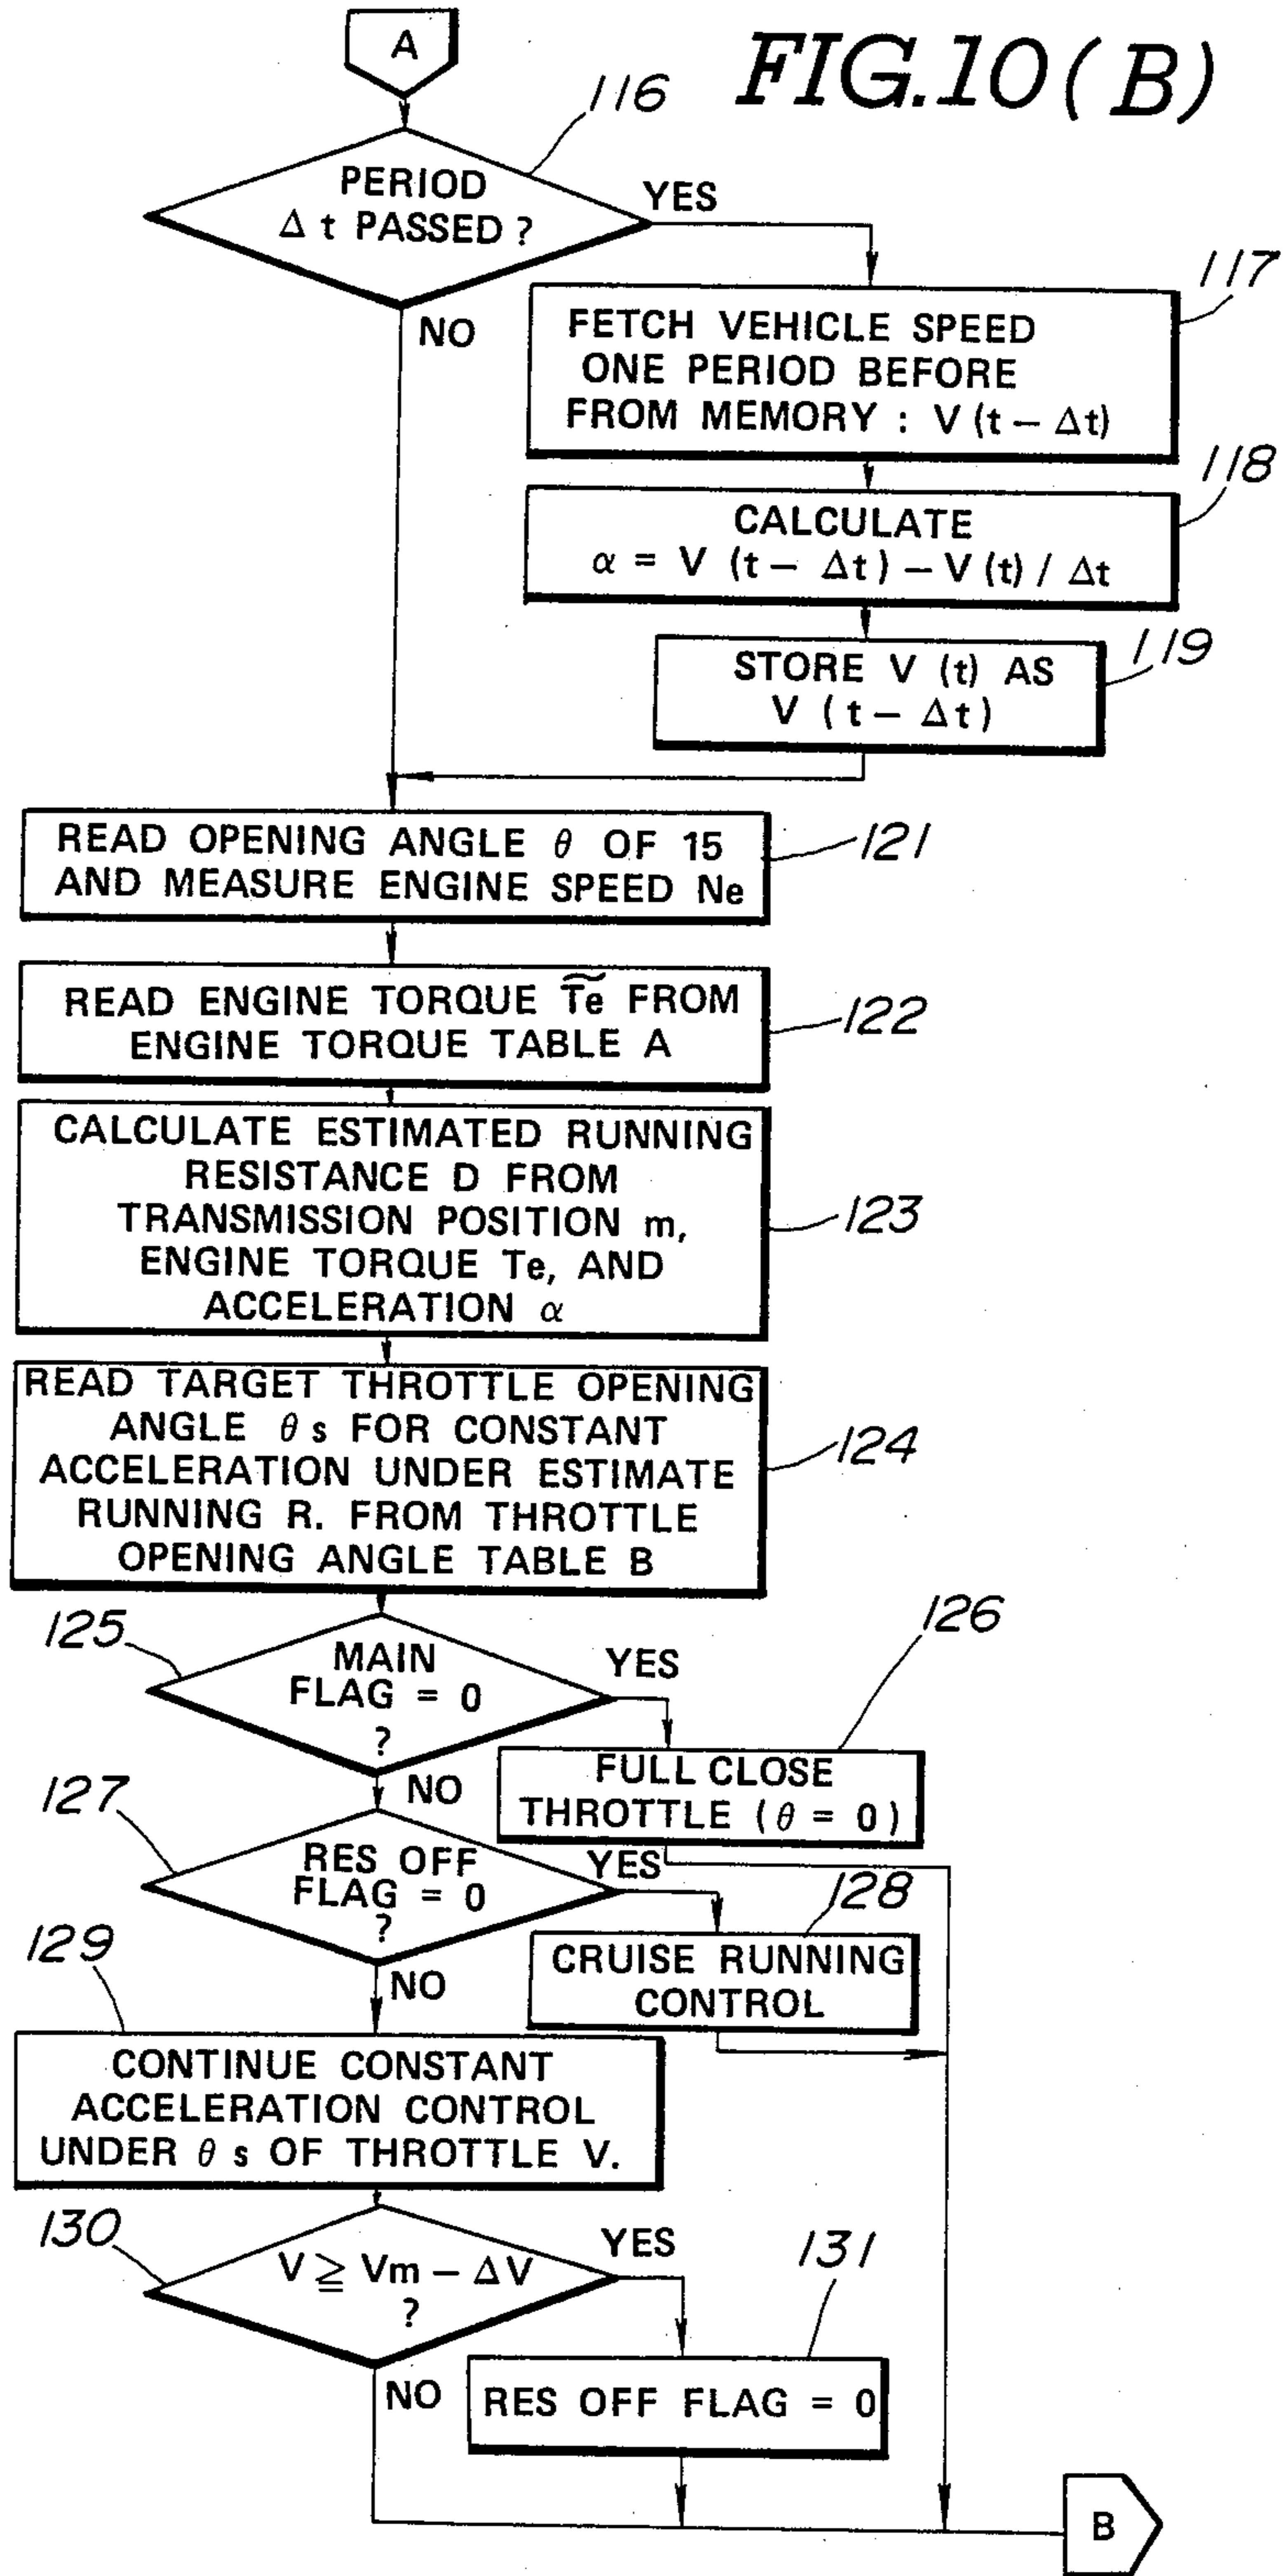 FIG.10(B)
A
116
PERIOD
Δ t PASSED ?
YES
NO
117
FETCH VEHICLE SPEED
ONE PERIOD BEFORE
FROM MEMORY : V (t − Δt)
118
CALCULATE
α = V (t − Δt) − V (t) / Δt
119
STORE V (t) AS
V ( t − Δt )
READ OPENING ANGLE θ OF 15
AND MEASURE ENGINE SPEED Ne
121
READ ENGINE TORQUE T͠e FROM
ENGINE TORQUE TABLE A
122
CALCULATE ESTIMATED RUNNING
RESISTANCE D FROM
TRANSMISSION POSITION m,
ENGINE TORQUE Te, AND
ACCELERATION α
123
READ TARGET THROTTLE OPENING
ANGLE θ s FOR CONSTANT
ACCELERATION UNDER ESTIMATE
RUNNING R. FROM THROTTLE
OPENING ANGLE TABLE B
124
125
MAIN
FLAG = 0
?
YES
NO
126
FULL CLOSE
THROTTLE ( θ = 0 )
127
RES OFF
FLAG = 0
?
YES
NO
128
CRUISE RUNNING
CONTROL
129
CONTINUE CONSTANT
ACCELERATION CONTROL
UNDER θ s OF THROTTLE V.
130
V ≧ Vm − ΔV
?
YES
NO
131
RES OFF FLAG = 0
B